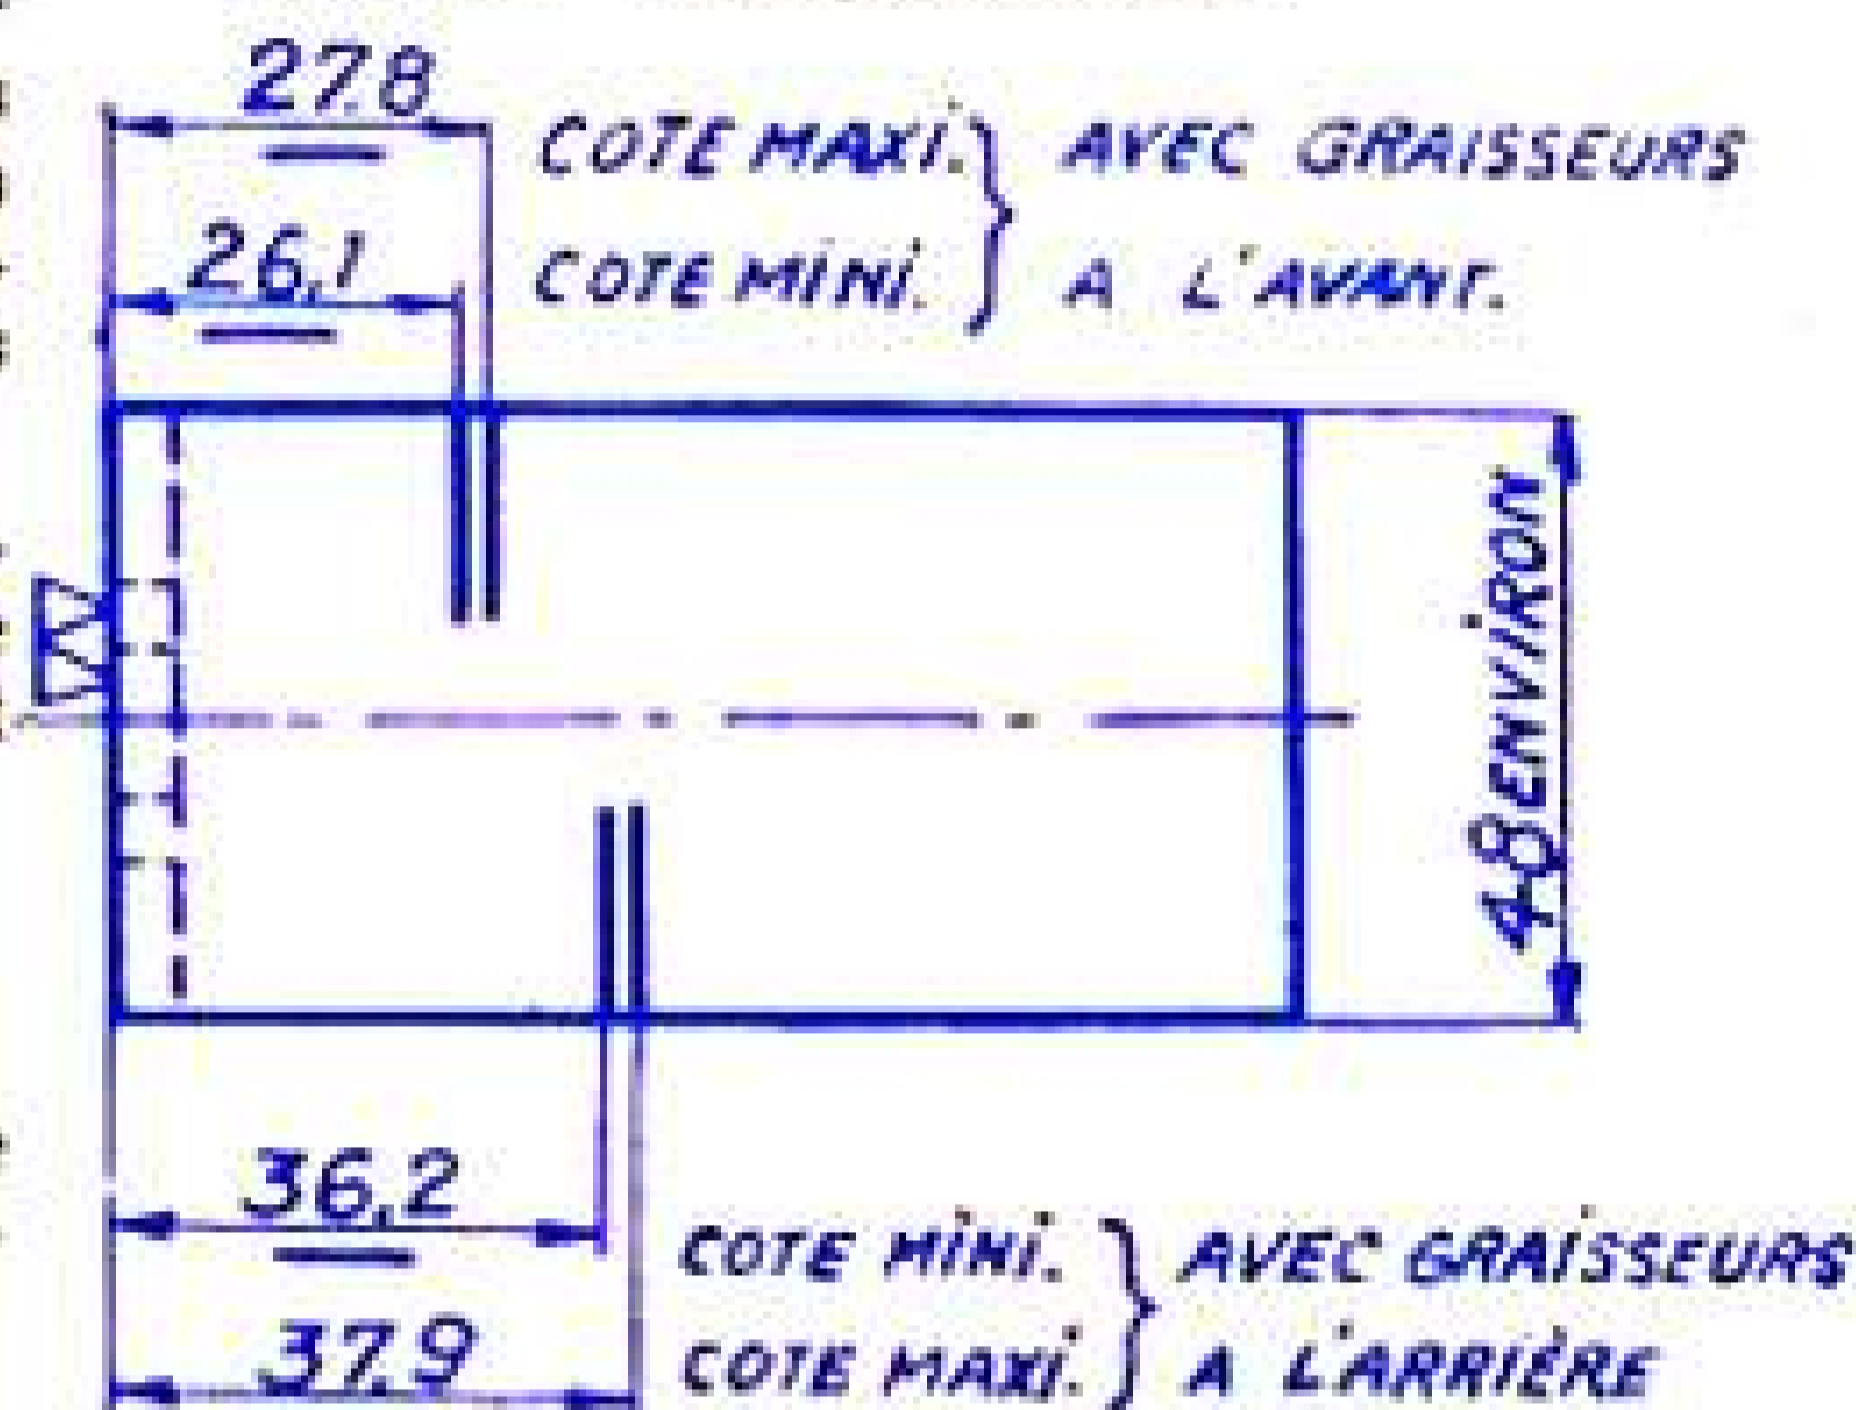 27.8
COTE MAXI. } AVEC GRAISSEURS
26,1
COTE MINI. } A L'AVANT.
48 ENVIRON
36,2
COTE MINI. } AVEC GRAISSEURS
37.9
COTE MAXI. } A L'ARRIÈRE